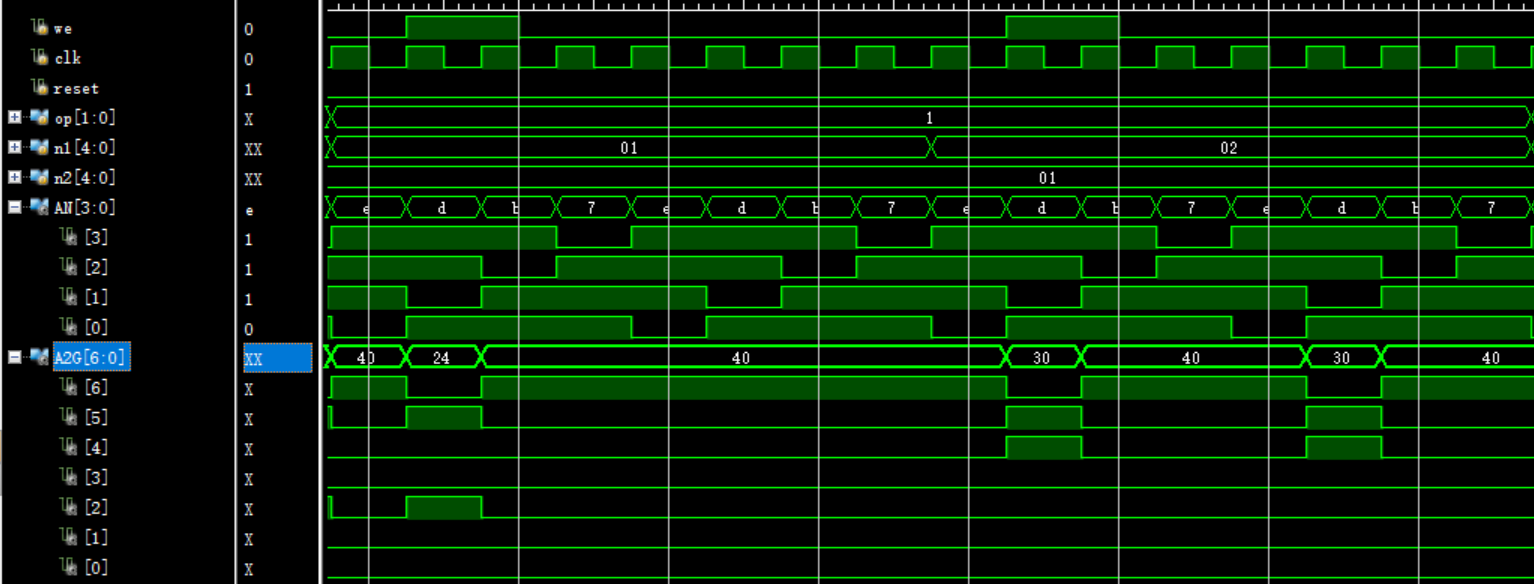 we 0
clk 0
reset 1
op[1:0] X 1
n1[4:0] XX 01 02
n2[4:0] XX 01
AN[3:0] e e d b 7 e d b 7 e d b 7 e d b 7
[3] 1
[2] 1
[1] 1
[0] 0
A2G[6:0] XX 40 24 40 30 40 30 40
[6] X
[5] X
[4] X
[3] X
[2] X
[1] X
[0] X